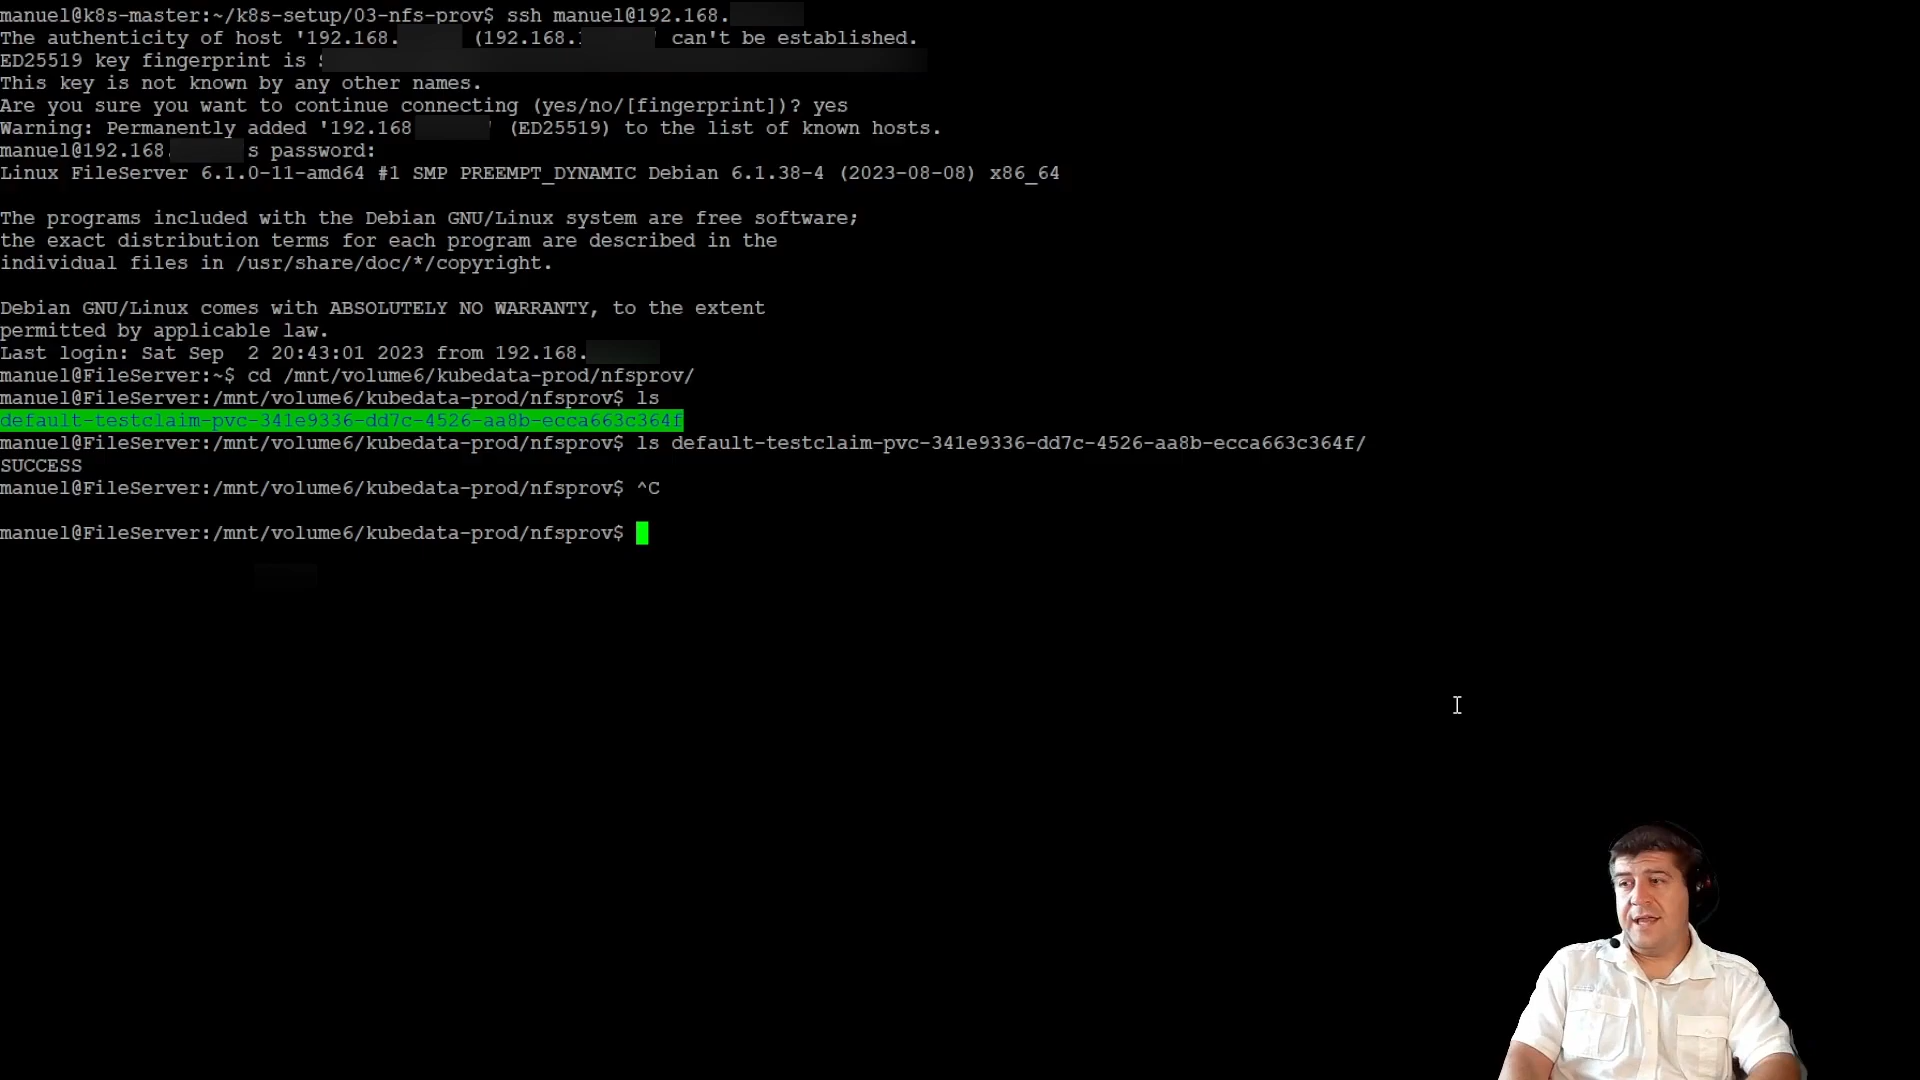 manuel@k8s-master:~/k8s-setup/03-nfs-prov$ ssh manuel@192.168.
The authenticity of host '192.168. (192.168. ' can't be established.
ED25519 key fingerprint is
This key is not known by any other names.
Are you sure you want to continue connecting (yes/no/[fingerprint])? yes
Warning: Permanently added '192.168 ' (ED25519) to the list of known hosts.
manuel@192.168. s password:
Linux FileServer 6.1.0-11-amd64 #1 SMP PREEMPT_DYNAMIC Debian 6.1.38-4 (2023-08-08) x86_64
The programs included with the Debian GNU/Linux system are free software;
the exact distribution terms for each program are described in the
individual files in /usr/share/doc/*/copyright.
Debian GNU/Linux comes with ABSOLUTELY NO WARRANTY, to the extent
permitted by applicable law.
Last login: Sat Sep  2 20:43:01 2023 from 192.168.
manuel@FileServer:~$ cd /mnt/volume6/kubedata-prod/nfsprov/
manuel@FileServer:/mnt/volume6/kubedata-prod/nfsprov$ ls
default-testclaim-pvc-341e9336-dd7c-4526-aa8b-ecca663c364f
manuel@FileServer:/mnt/volume6/kubedata-prod/nfsprov$ ls default-testclaim-pvc-341e9336-dd7c-4526-aa8b-ecca663c364f/
SUCCESS
manuel@FileServer:/mnt/volume6/kubedata-prod/nfsprov$ ^C
manuel@FileServer:/mnt/volume6/kubedata-prod/nfsprov$